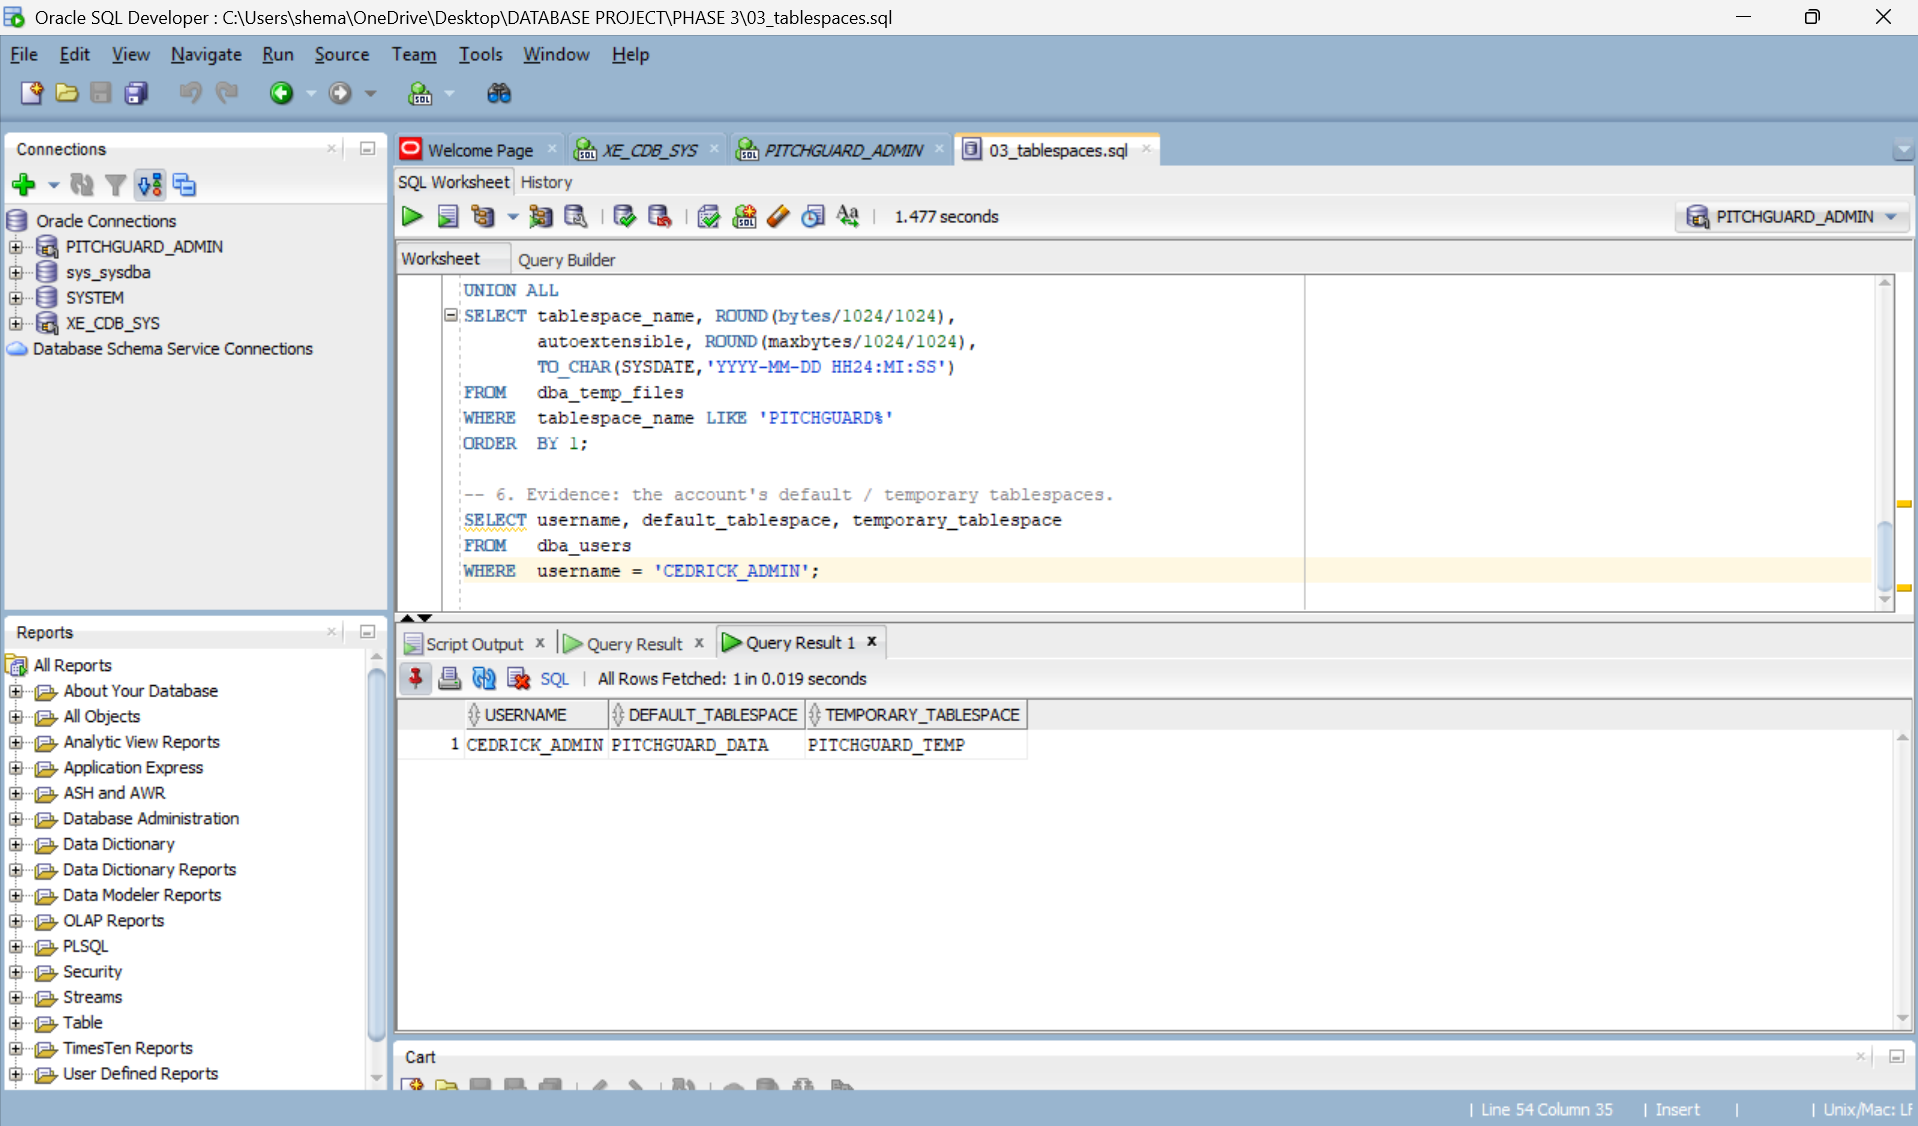 Oracle SQL Developer : C:\Users\shema\OneDrive\Desktop\DATABASE PROJECT\PHASE 3\03_tablespaces.sql
File Edit View Navigate Run Source Team Tools Window Help
Connections
Oracle Connections
PITCHGUARD_ADMIN
sys_sysdba
SYSTEM
XE_CDB_SYS
Database Schema Service Connections
Reports
All Reports
About Your Database
All Objects
Analytic View Reports
Application Express
ASH and AWR
Database Administration
Data Dictionary
Data Dictionary Reports
Data Modeler Reports
OLAP Reports
PLSQL
Security
Streams
Table
TimesTen Reports
User Defined Reports
Welcome Page XE_CDB_SYS PITCHGUARD_ADMIN 03_tablespaces.sql
SQL Worksheet History
1.477 seconds PITCHGUARD_ADMIN
Worksheet Query Builder
UNION ALL
SELECT tablespace_name, ROUND(bytes/1024/1024),
autoextensible, ROUND(maxbytes/1024/1024),
TO_CHAR(SYSDATE,'YYYY-MM-DD HH24:MI:SS')
FROM dba_temp_files
WHERE tablespace_name LIKE 'PITCHGUARD%'
ORDER BY 1;
-- 6. Evidence: the account's default / temporary tablespaces.
SELECT username, default_tablespace, temporary_tablespace
FROM dba_users
WHERE username = 'CEDRICK_ADMIN';
Script Output Query Result Query Result 1
SQL All Rows Fetched: 1 in 0.019 seconds
USERNAME DEFAULT_TABLESPACE TEMPORARY_TABLESPACE
1 CEDRICK_ADMIN PITCHGUARD_DATA PITCHGUARD_TEMP
Cart
Line 54 Column 35 Insert Unix/Mac: LF